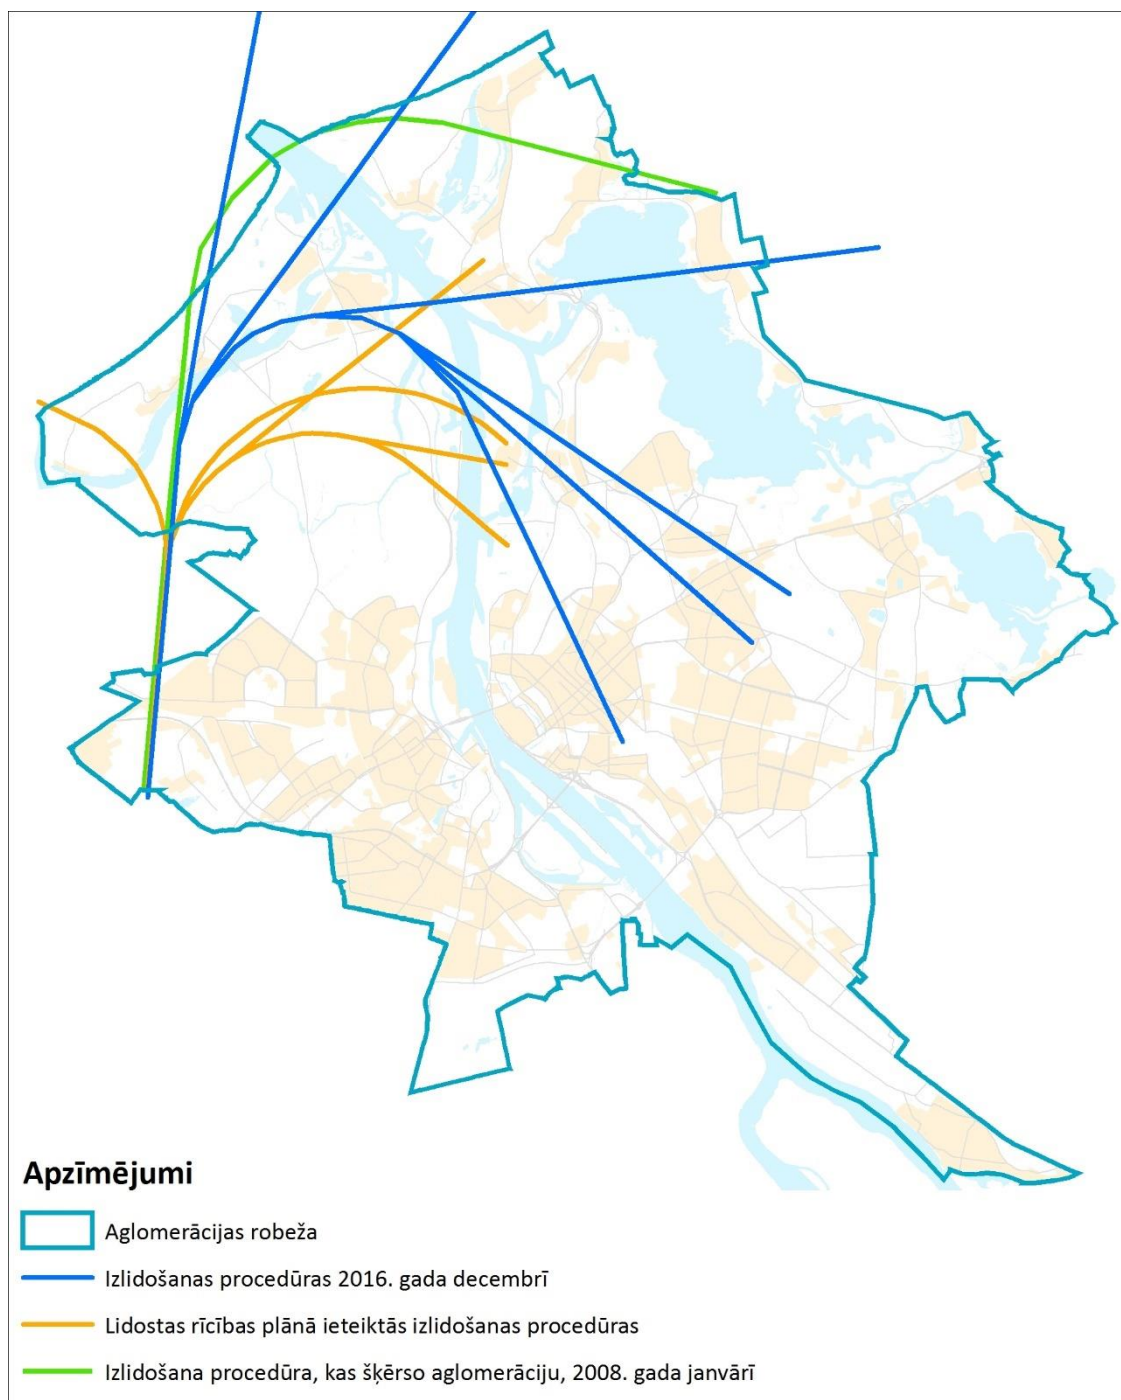 Apzīmējumi
Aglomerācijas robeža
Izlidošanas procedūras 2016. gada decembrī
Lidostas rīcības plānā ieteiktās izlidošanas procedūras
Izlidošana procedūra, kas šķērso aglomerāciju, 2008. gada janvārī